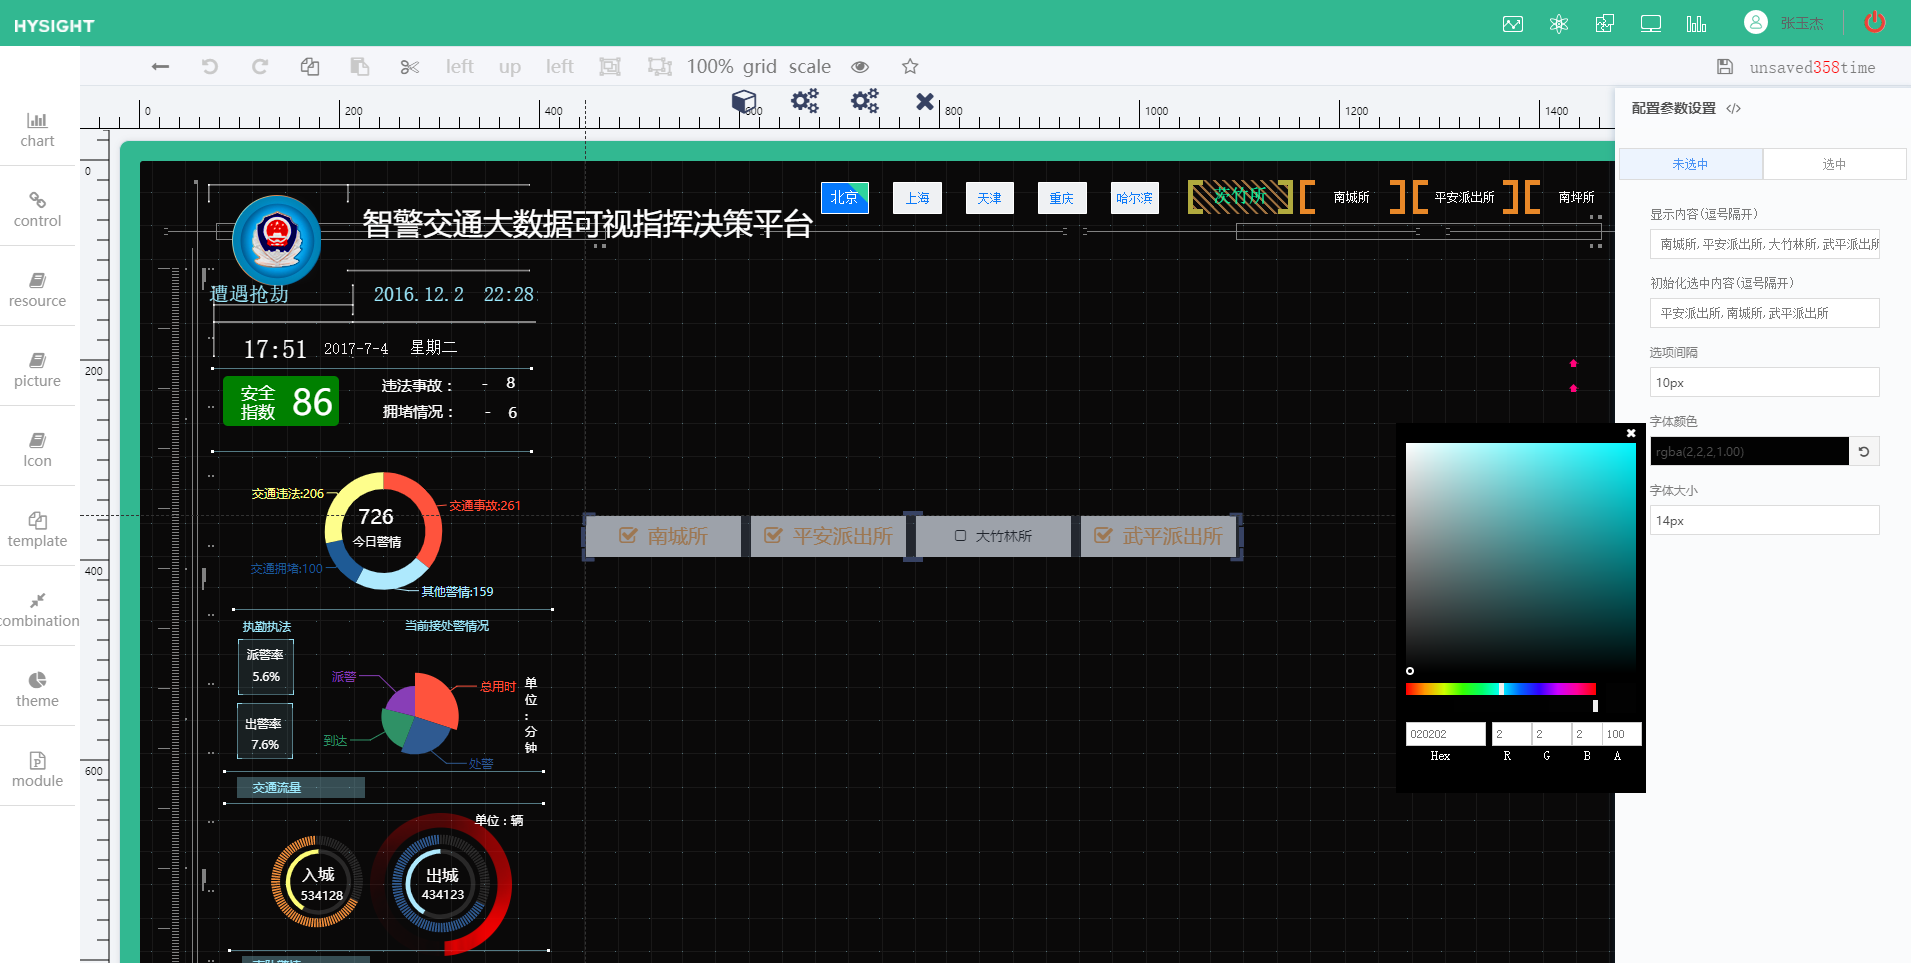 HYSIGHT
张玉杰
left
up
left
100%
grid
scale
unsaved358time
chart
control
resource
picture
Icon
template
combination
theme
module
0
200
400
600
800
1000
1200
1400
0
200
400
600
智警交通大数据可视指挥决策平台
北京
上海
天津
重庆
哈尔滨
茨竹所
南城所
平安派出所
南坪所
遭遇抢劫
2016.12.2 22:28
17:51
2017-7-4
星期二
安全
指数
86
违法事故：
- 8
拥堵情况：
- 6
交通违法:206
交通事故:261
726
今日警情
交通拥堵:100
其他警情:159
南城所
平安派出所
大竹林所
武平派出所
执勤执法
当前接处警情况
派警率
5.6%
出警率
7.6%
派警
总用时
到达
处警
单位:分钟
交通流量
单位：辆
入城
534128
出城
434123
配置参数设置 </>
未选中
选中
显示内容(逗号隔开)
南城所,平安派出所,大竹林所,武平派出所
初始化选中内容(逗号隔开)
平安派出所,南城所,武平派出所
选项间隔
10px
字体颜色
rgba(2,2,2,1.00)
字体大小
14px
020202
2
2
2
100
Hex
R
G
B
A